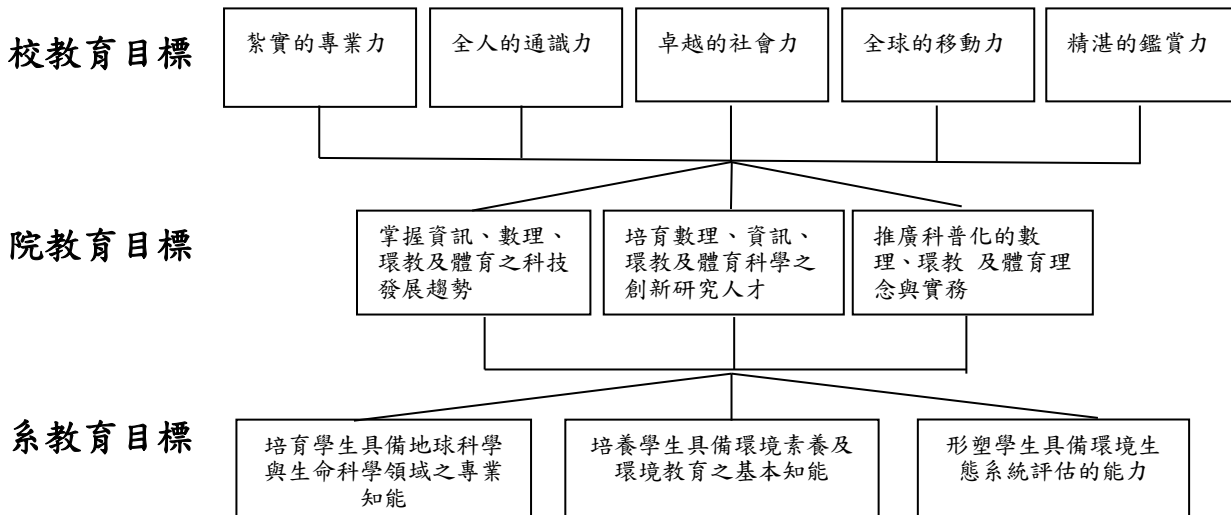 校教育目標
紮實的專業力
全人的通識力
卓越的社會力
全球的移動力
精湛的鑑賞力
院教育目標
掌握資訊、數理、
環教及體育之科技
發展趨勢
培育數理、資訊、
環教及體育科學之
創新研究人才
推廣科普化的數
理、環教 及體育理
念與實務
系教育目標
培育學生具備地球科學
與生命科學領域之專業
知能
培養學生具備環境素養及
環境教育之基本知能
形塑學生具備環境生
態系統評估的能力